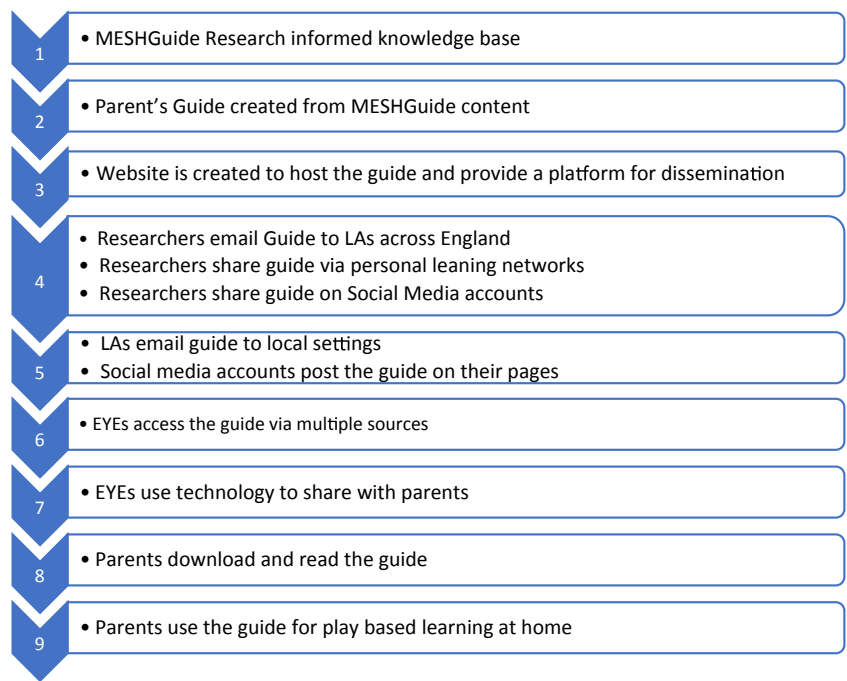 1
• MESHGuide Research informed knowledge base
2
• Parent's Guide created from MESHGuide content
3
• Website is created to host the guide and provide a platform for dissemination
4
• Researchers email Guide to LAs across England
• Researchers share guide via personal leaning networks
• Researchers share guide on Social Media accounts
5
• LAs email guide to local settings
• Social media accounts post the guide on their pages
6
• EYEs access the guide via multiple sources
7
• EYEs use technology to share with parents
8
• Parents download and read the guide
9
• Parents use the guide for play based learning at home